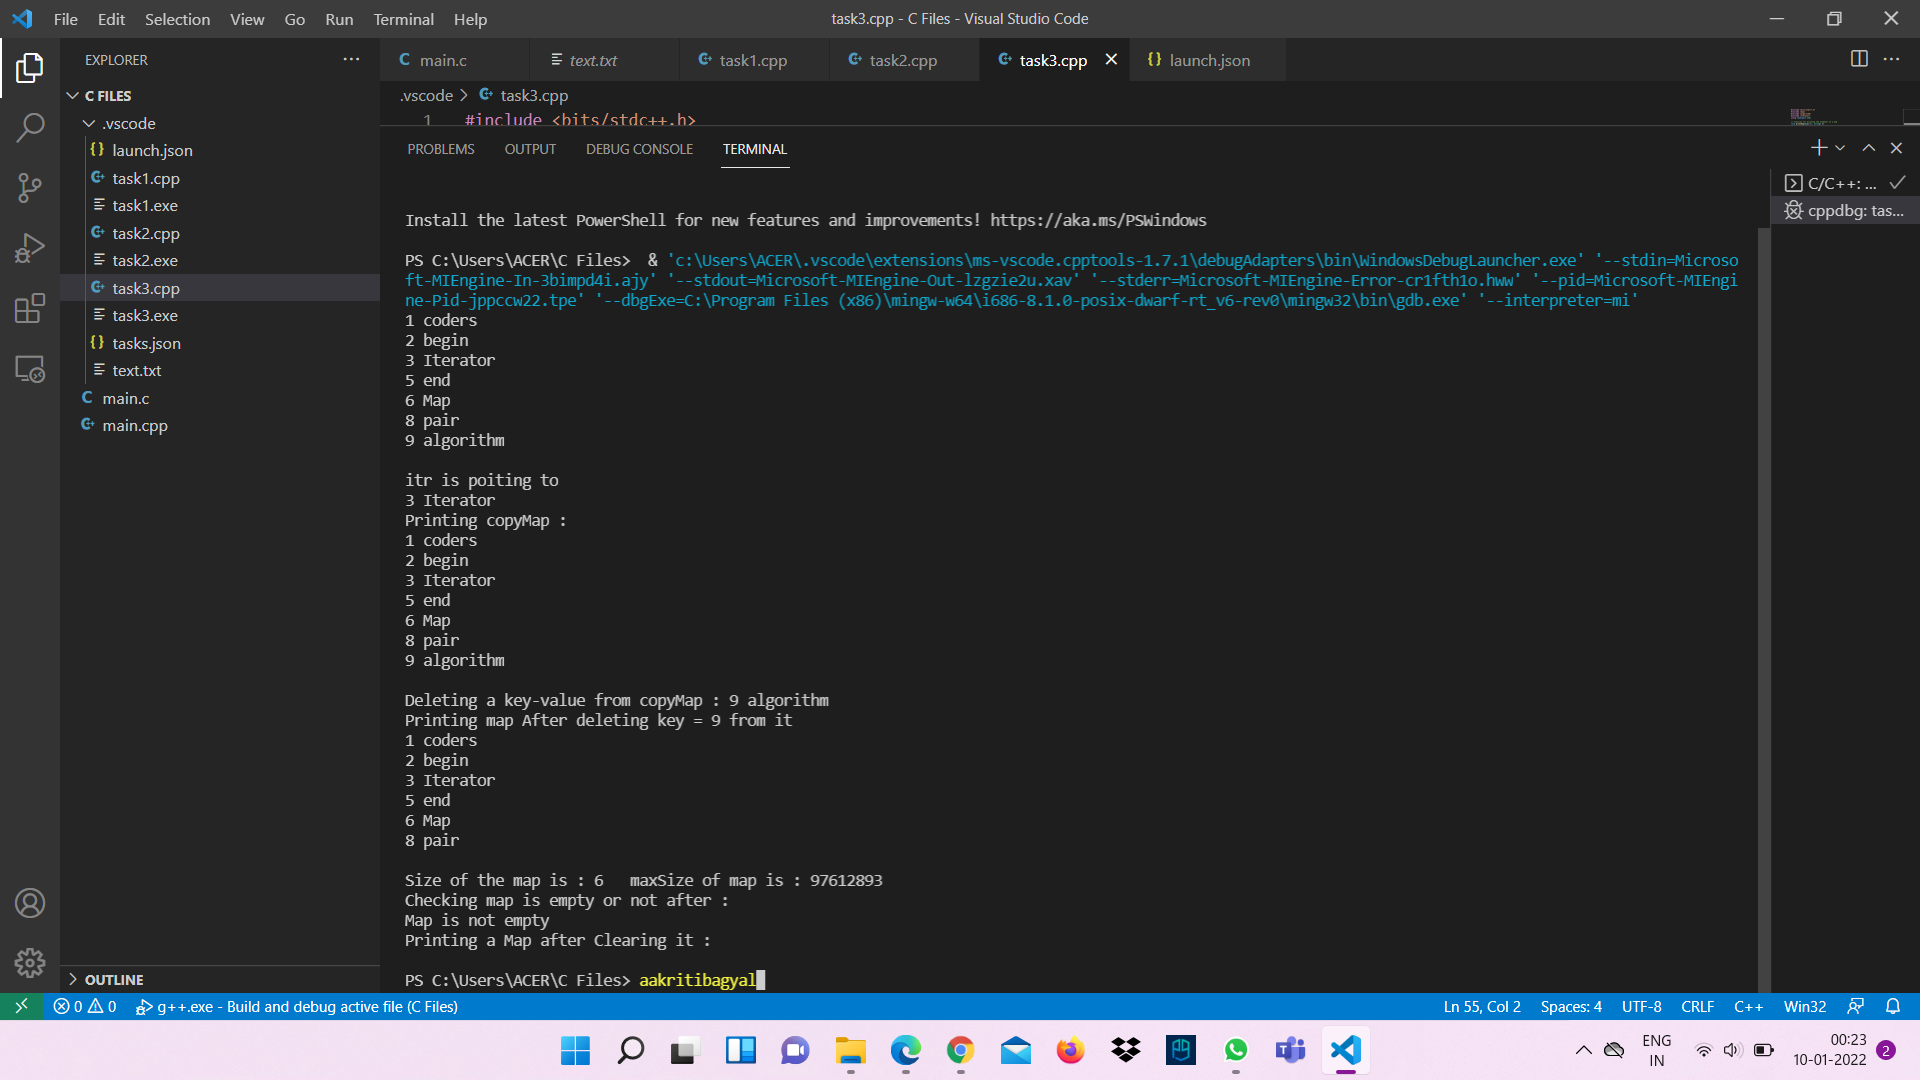 File Edit Selection View Go Run Terminal Help
task3.cpp - C Files - Visual Studio Code
EXPLORER
C FILES
.vscode
launch.json
task1.cpp
task1.exe
task2.cpp
task2.exe
task3.cpp
task3.exe
tasks.json
text.txt
main.c
main.cpp
OUTLINE
main.c text.txt task1.cpp task2.cpp task3.cpp launch.json
.vscode > task3.cpp
1 #include <bits/stdc++.h>
PROBLEMS OUTPUT DEBUG CONSOLE TERMINAL
C/C++: ...
cppdbg: tas...
Install the latest PowerShell for new features and improvements! https://aka.ms/PSWindows
PS C:\Users\ACER\C Files>  & 'c:\Users\ACER\.vscode\extensions\ms-vscode.cpptools-1.7.1\debugAdapters\bin\WindowsDebugLauncher.exe' '--stdin=Microso
ft-MIEngine-In-3bimpd4i.ajy' '--stdout=Microsoft-MIEngine-Out-lzgzie2u.xav' '--stderr=Microsoft-MIEngine-Error-cr1fth1o.hww' '--pid=Microsoft-MIEngi
ne-Pid-jppccw22.tpe' '--dbgExe=C:\Program Files (x86)\mingw-w64\i686-8.1.0-posix-dwarf-rt_v6-rev0\mingw32\bin\gdb.exe' '--interpreter=mi'
1 coders
2 begin
3 Iterator
5 end
6 Map
8 pair
9 algorithm
itr is poiting to
3 Iterator
Printing copyMap :
1 coders
2 begin
3 Iterator
5 end
6 Map
8 pair
9 algorithm
Deleting a key-value from copyMap : 9 algorithm
Printing map After deleting key = 9 from it
1 coders
2 begin
3 Iterator
5 end
6 Map
8 pair
Size of the map is : 6   maxSize of map is : 97612893
Checking map is empty or not after :
Map is not empty
Printing a Map after Clearing it :
PS C:\Users\ACER\C Files> aakritibagyal
0 0 g++.exe - Build and debug active file (C Files)
Ln 55, Col 2 Spaces: 4 UTF-8 CRLF C++ Win32
ENG
IN
00:23
10-01-2022
2